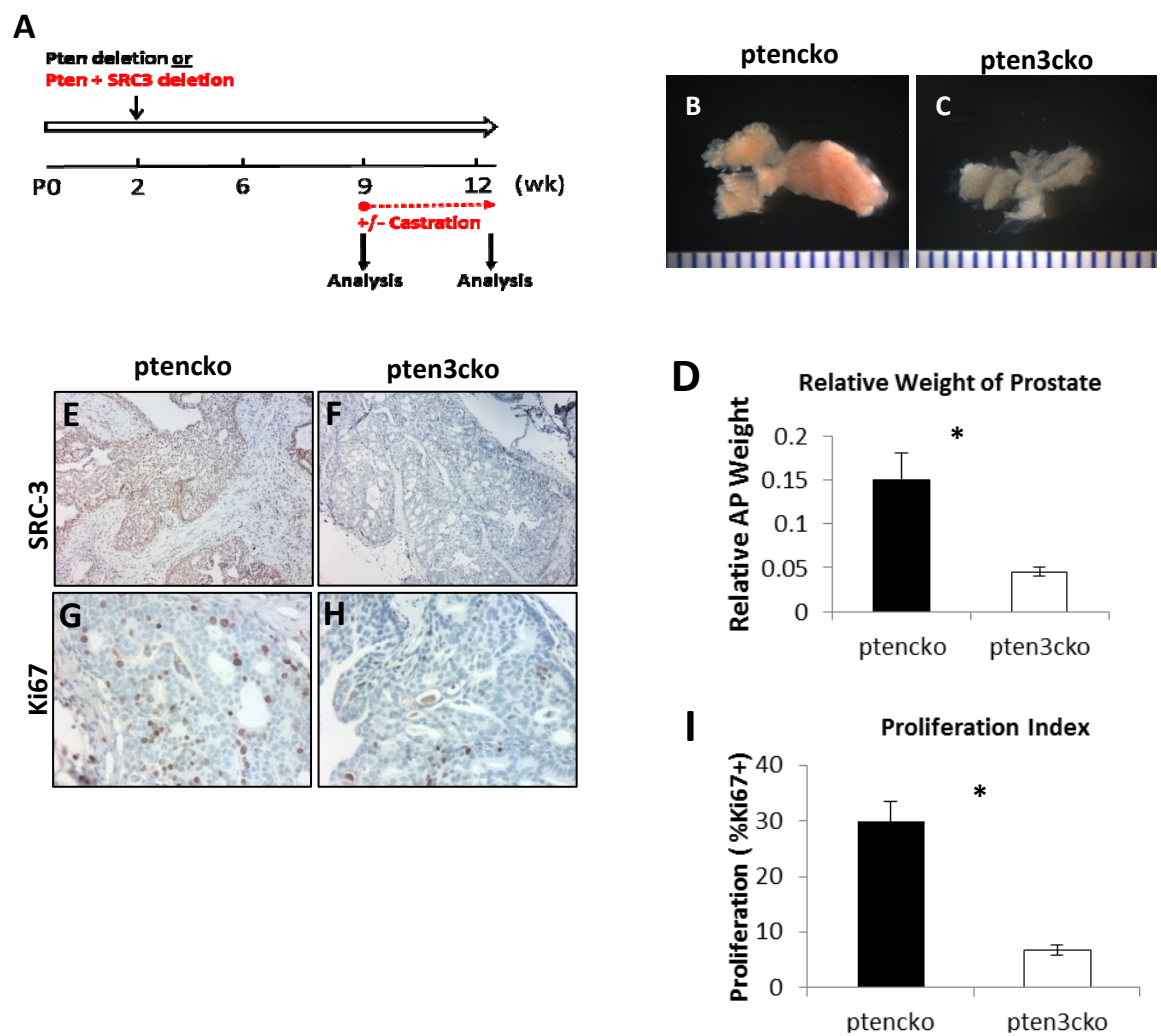 A
Pten deletion or
Pten + SRC3 deletion
P0 2 6 9 12 (wk)
+/- Castration
Analysis Analysis
ptencko pten3cko
B C
ptencko pten3cko
E F
SRC-3
G H
Ki67
D
Relative Weight of Prostate
Relative AP Weight
0.2
0.15
0.1
0.05
0
ptencko pten3cko
*
I
Proliferation Index
Proliferation ( %Ki67+)
40
30
20
10
0
ptencko pten3cko
*